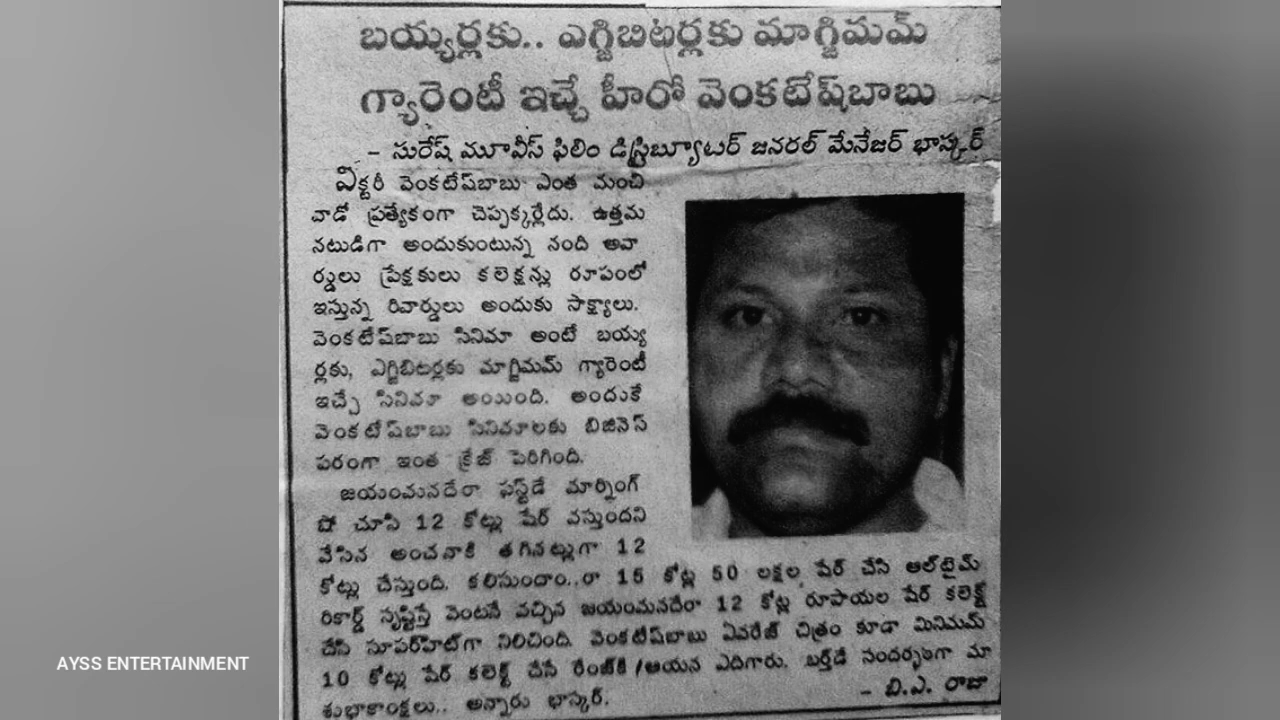 బయ్యర్లకు.. ఎగ్జిబిటర్లకు మాగ్జిమమ్
గ్యారెంటీ ఇచ్చే హీరో వెంకటేష్‌బాబు
– సురేష్ మూవీస్ ఫిలిం డిస్ట్రిబ్యూటర్ జనరల్ మేనేజర్ భాస్కర్
విక్టరీ వెంకటేష్‌బాబు ఎంత మంచి
వాడో ప్రత్యేకంగా చెప్పక్కర్లేదు. ఉత్తమ
నటుడిగా అందుకుంటున్న నంది అవా
ర్డులు ప్రేక్షకులు కలెక్షన్లు రూపంలో
ఇస్తున్న రివార్డులు అందుకు సాక్ష్యాలు.
వెంకటేష్‌బాబు సినిమా అంటే బయ్య
ర్లకు, ఎగ్జిబిటర్లకు మాగ్జిమమ్ గ్యారెంటీ
ఇచ్చే సినిమా అయింది. అందుకే
వెంకటేష్‌బాబు సినిమాలకు బిజినెస్
పరంగా ఇంత క్రేజ్ పెరిగింది.
జయంమనదేరా ఫస్ట్‌డే మార్నింగ్
షో చూసి 12 కోట్లు షేర్ వస్తుందని
వేసిన అంచనాకి తగినట్లుగా 12
కోట్లు చేస్తుంది. కలిసుందాం..రా 15 కోట్ల 50 లక్షల షేర్ చేసి ఆల్‌టైమ్
రికార్డ్ సృష్టిస్తే వెంటనే వచ్చిన జయంమనదేరా 12 కోట్ల రూపాయల షేర్ కలెక్ట్
చేసి సూపర్‌హిట్‌గా నిలిచింది. వెంకటేష్‌బాబు ఏవరేజ్ చిత్రం కూడా మినిమమ్
10 కోట్లు షేర్ కలెక్ట్ చేసే రేంజ్‌కి ఆయన ఎదిగారు. బర్త్‌డే సందర్భంగా మా
శుభాకాంక్షలు.. అన్నారు భాస్కర్.
– బి.ఎ. రాజు
AYSS ENTERTAINMENT